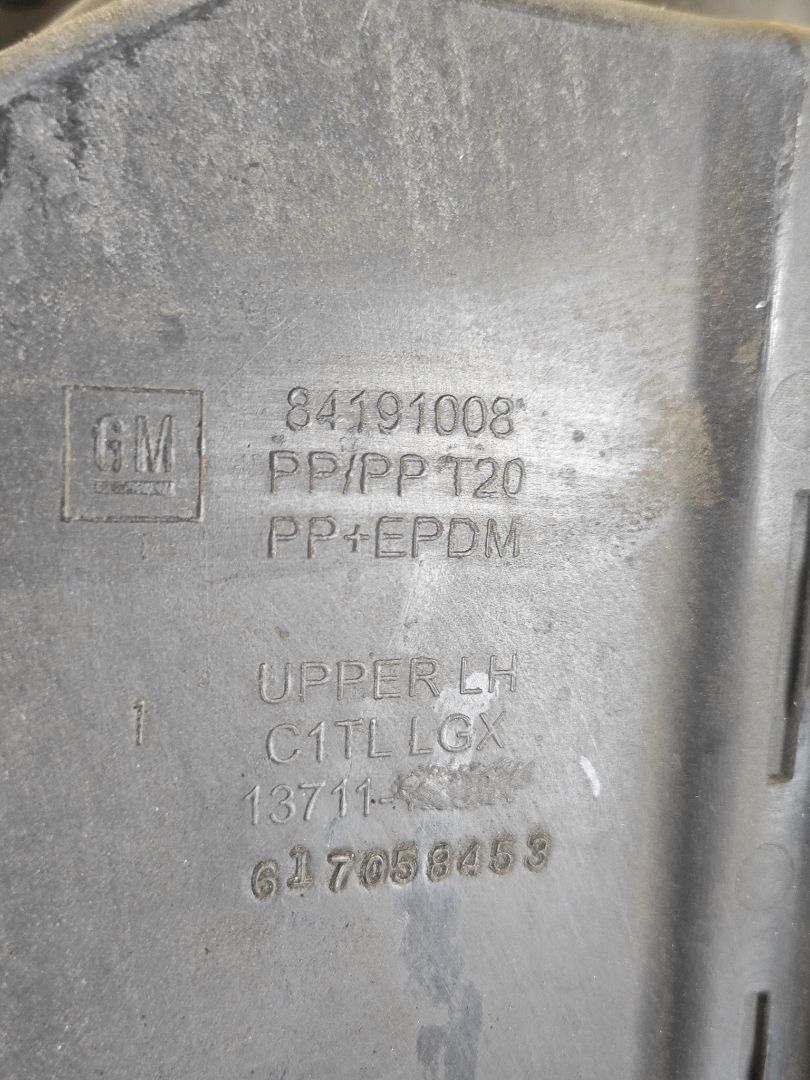 GM
84191008
PP/PP T20
PP+EPDM
UPPER LH
1
C1TL LGX
13711-
617058453